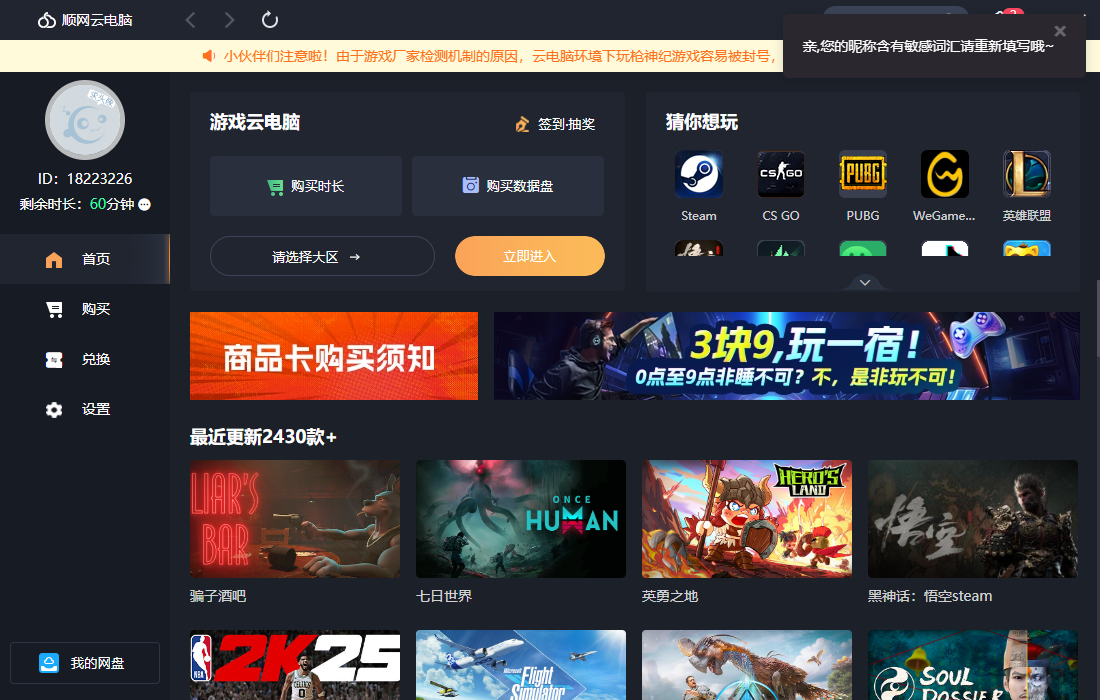 顺网云电脑
小伙伴们注意啦！由于游戏厂家检测机制的原因，云电脑环境下玩枪神纪游戏容易被封号，
亲,您的昵称含有敏感词汇请重新填写哦~
ID：18223226
剩余时长：60分钟
首页
购买
兑换
设置
我的网盘
游戏云电脑
签到·抽奖
购买时长
购买数据盘
请选择大区
立即进入
猜你想玩
CS:GO
PUBG
Steam
CS GO
PUBG
WeGame...
英雄联盟
商品卡购买须知
3块9,玩一宿！
0点至9点非睡不可？不，是非玩不可！
最近更新2430款+
LIAR'S BAR
ONCE HUMAN
HERO'S LAND
悟空
骗子酒吧
七日世界
英勇之地
黑神话：悟空steam
NBA 2K25
Microsoft Flight Simulator
SOUL DOSSIER